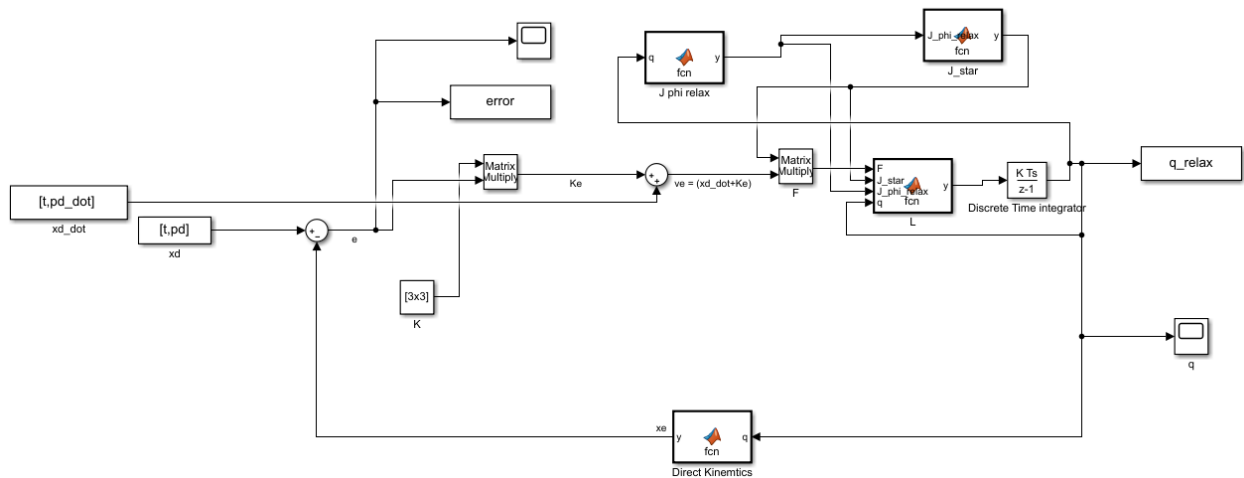 J_phi_relax y
fcn
J_star
q y
fcn
J phi relax
error
Matrix
Multiply
Ke
+
+
ve = (xd_dot+Ke)
Matrix
Multiply
F
F
J_star
J_phi_relax
q
y
fcn
L
K Ts
z-1
Discrete Time integrator
q_relax
[t,pd_dot]
xd_dot
[t,pd]
xd
+
−
e
[3x3]
K
q
xe
y q
fcn
Direct Kinemtics